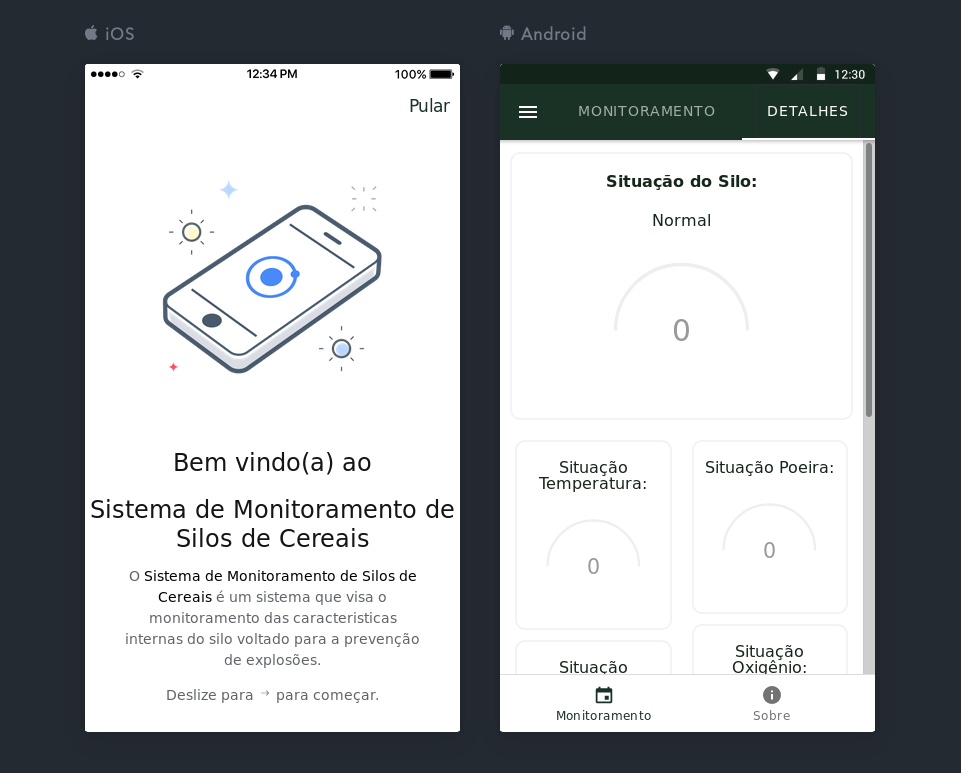 iOS
Android
12:34 PM
100%
12:30
Pular
MONITORAMENTO
DETALHES
Bem vindo(a) ao
Sistema de Monitoramento de
Silos de Cereais
O Sistema de Monitoramento de Silos de
Cereais é um sistema que visa o
monitoramento das caracteristicas
internas do silo voltado para a prevenção
de explosões.
Deslize para → para começar.
Situação do Silo:
Normal
0
Situação
Temperatura:
0
Situação Poeira:
0
Situação
Situação
Oxigênio:
Monitoramento
Sobre